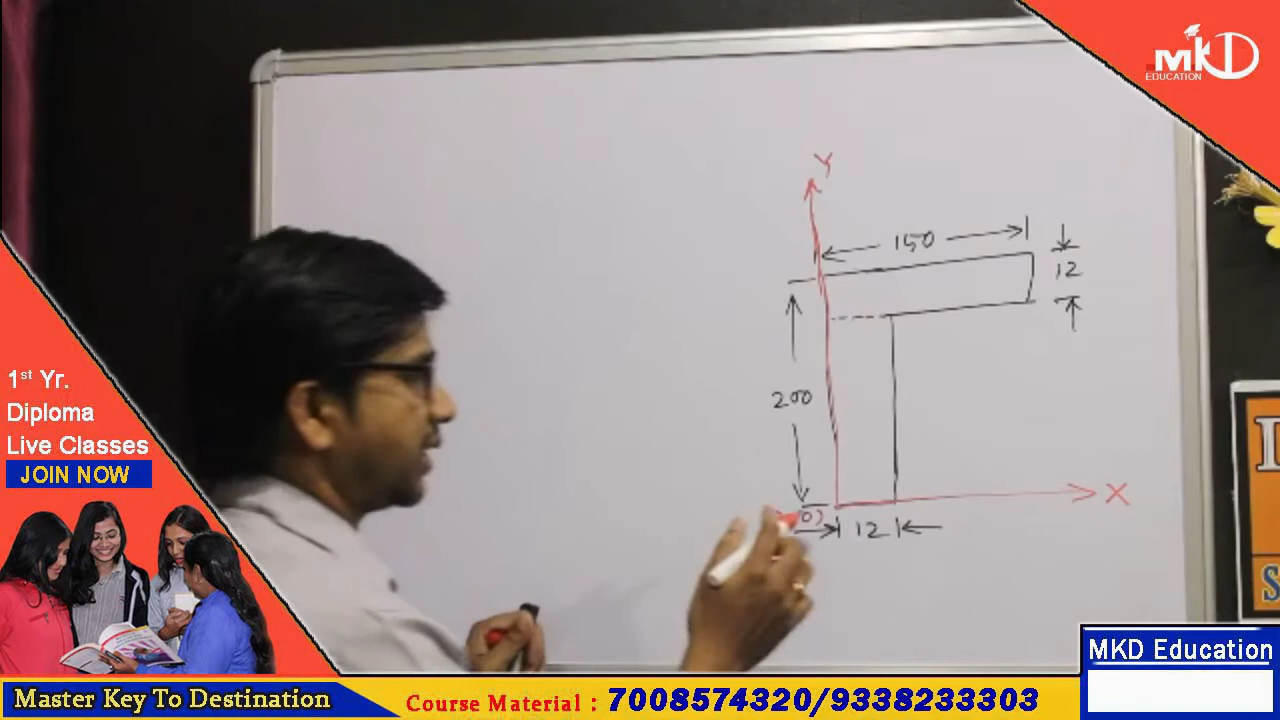 MKD
EDUCATION
Y
150
12
200
X
12
1st Yr.
Diploma
Live Classes
JOIN NOW
MKD Education
Master Key To Destination
Course Material : 7008574320/9338233303